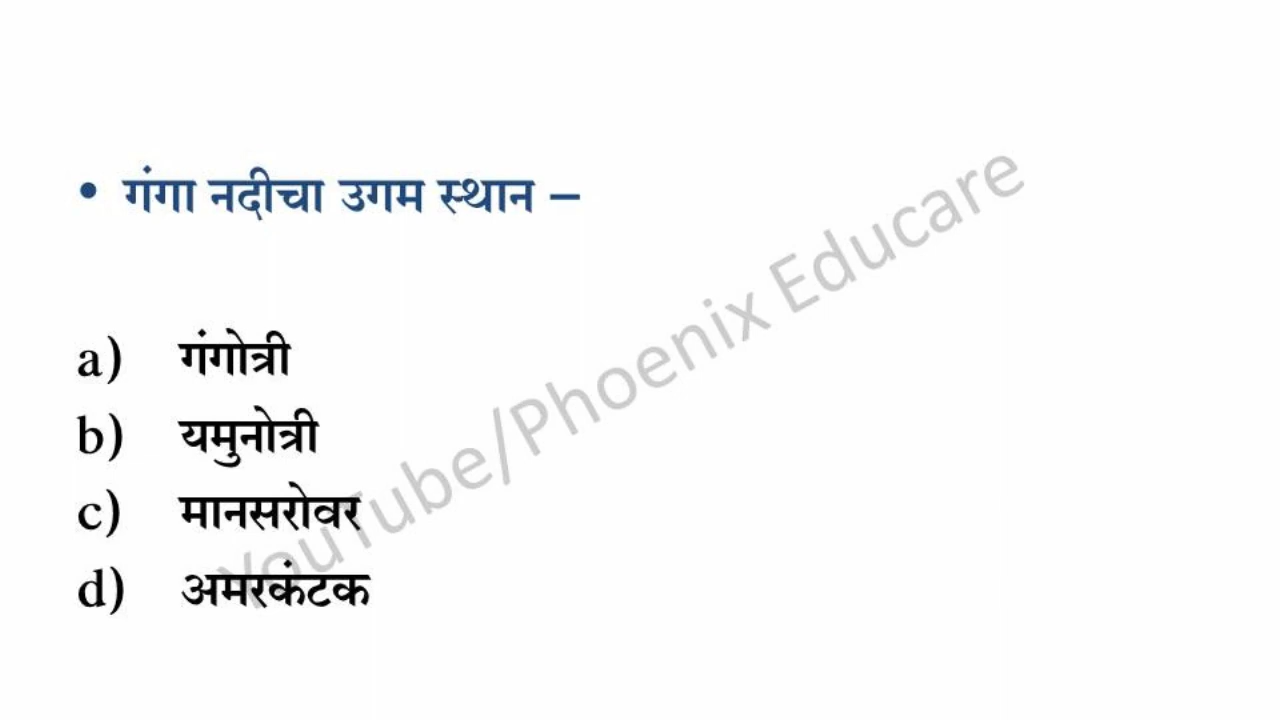 • गंगा नदीचा उगम स्थान –
a) गंगोत्री
b) यमुनोत्री
c) मानसरोवर
d) अमरकंटक
YouTube/Phoenix Educare